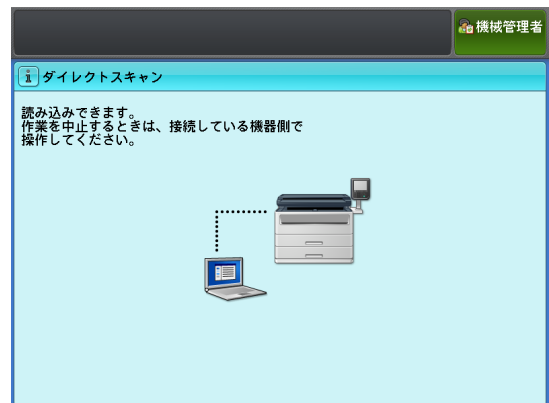 機械管理者
i ダイレクトスキャン
読み込みできます。
作業を中止するときは、接続している機器側で
操作してください。